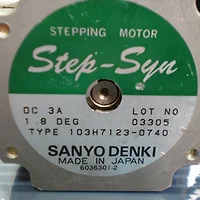 STEPPING MOTOR
Step-Syn
DC 3A LOT NO
1.8 DEG 03305
TYPE 103H7123-0740
SANYO DENKI
MADE IN JAPAN
6036301-2